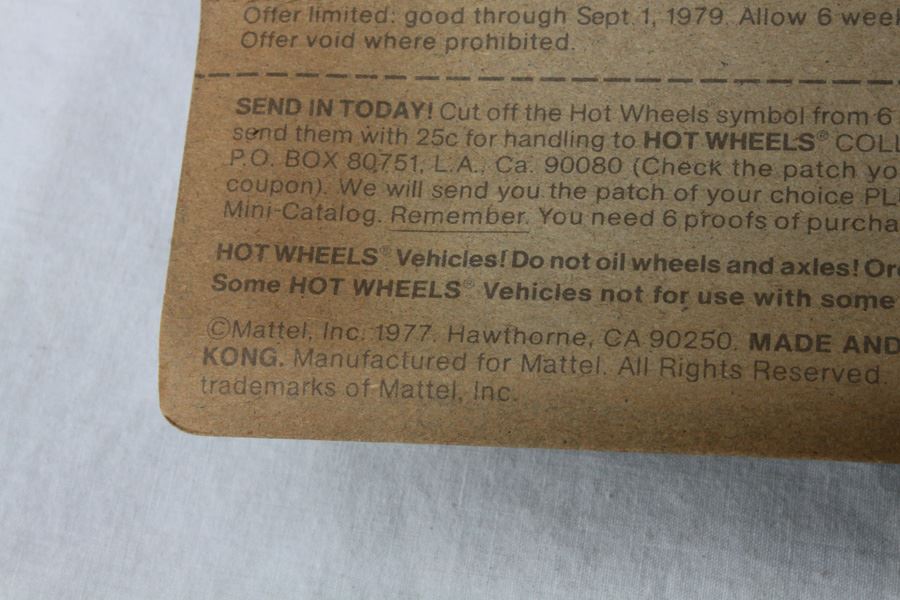 Offer limited: good through Sept. 1, 1979. Allow 6
Offer void where prohibited.
SEND IN TODAY! Cut off the Hot Wheels symbol from 6
send them with 25c for handling to HOT WHEELS®
P.O. BOX 80751, L.A., Ca. 90080 (Check the patch
coupon). We will send you the patch of your choice
Mini-Catalog. Remember. You need 6 proofs of
HOT WHEELS® Vehicles! Do not oil wheels and axles!
Some HOT WHEELS® Vehicles not for use with some
©Mattel, Inc. 1977. Hawthorne, CA 90250. MADE AND
KONG. Manufactured for Mattel. All Rights Reserved.
trademarks of Mattel, Inc.